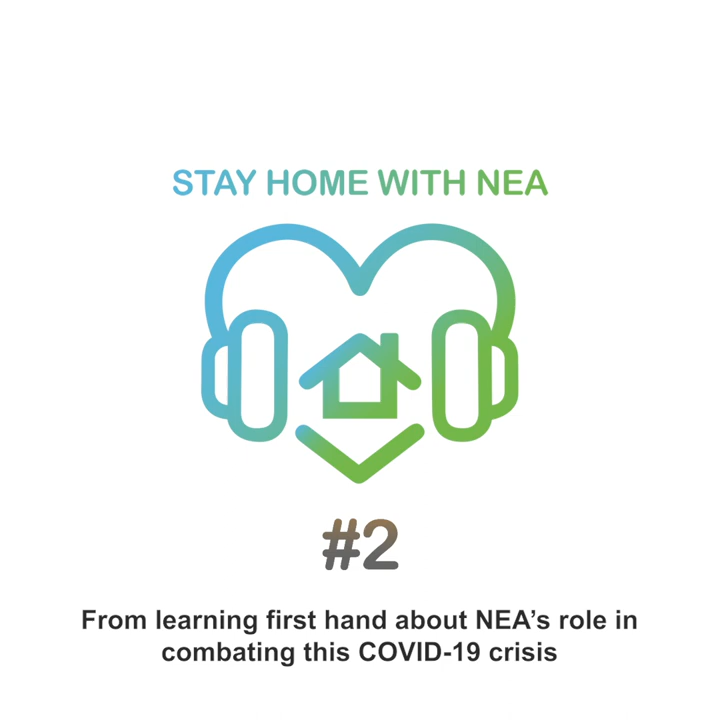 STAY HOME WITH NEA
#2
From learning first hand about NEA’s role in
combating this COVID-19 crisis